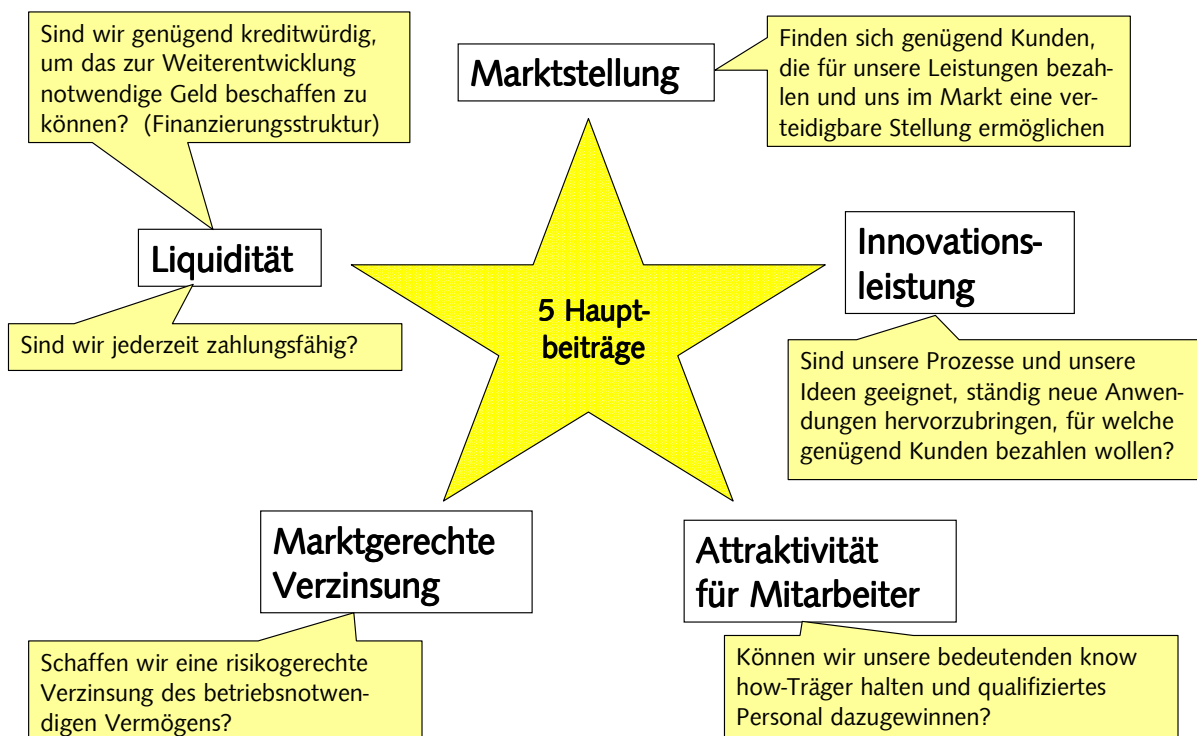 Sind wir genügend kreditwürdig,
um das zur Weiterentwicklung
notwendige Geld beschaffen zu
können?  (Finanzierungsstruktur)
Marktstellung
Finden sich genügend Kunden,
die für unsere Leistungen bezah-
len und uns im Markt eine ver-
teidigbare Stellung ermöglichen
Liquidität
Innovations-
leistung
5 Haupt-
beiträge
Sind wir jederzeit zahlungsfähig?
Sind unsere Prozesse und unsere
Ideen geeignet, ständig neue Anwen-
dungen hervorzubringen, für welche
genügend Kunden bezahlen wollen?
Marktgerechte
Verzinsung
Attraktivität
für Mitarbeiter
Schaffen wir eine risikogerechte
Verzinsung des betriebsnotwen-
digen Vermögens?
Können wir unsere bedeutenden know
how-Träger halten und qualifiziertes
Personal dazugewinnen?